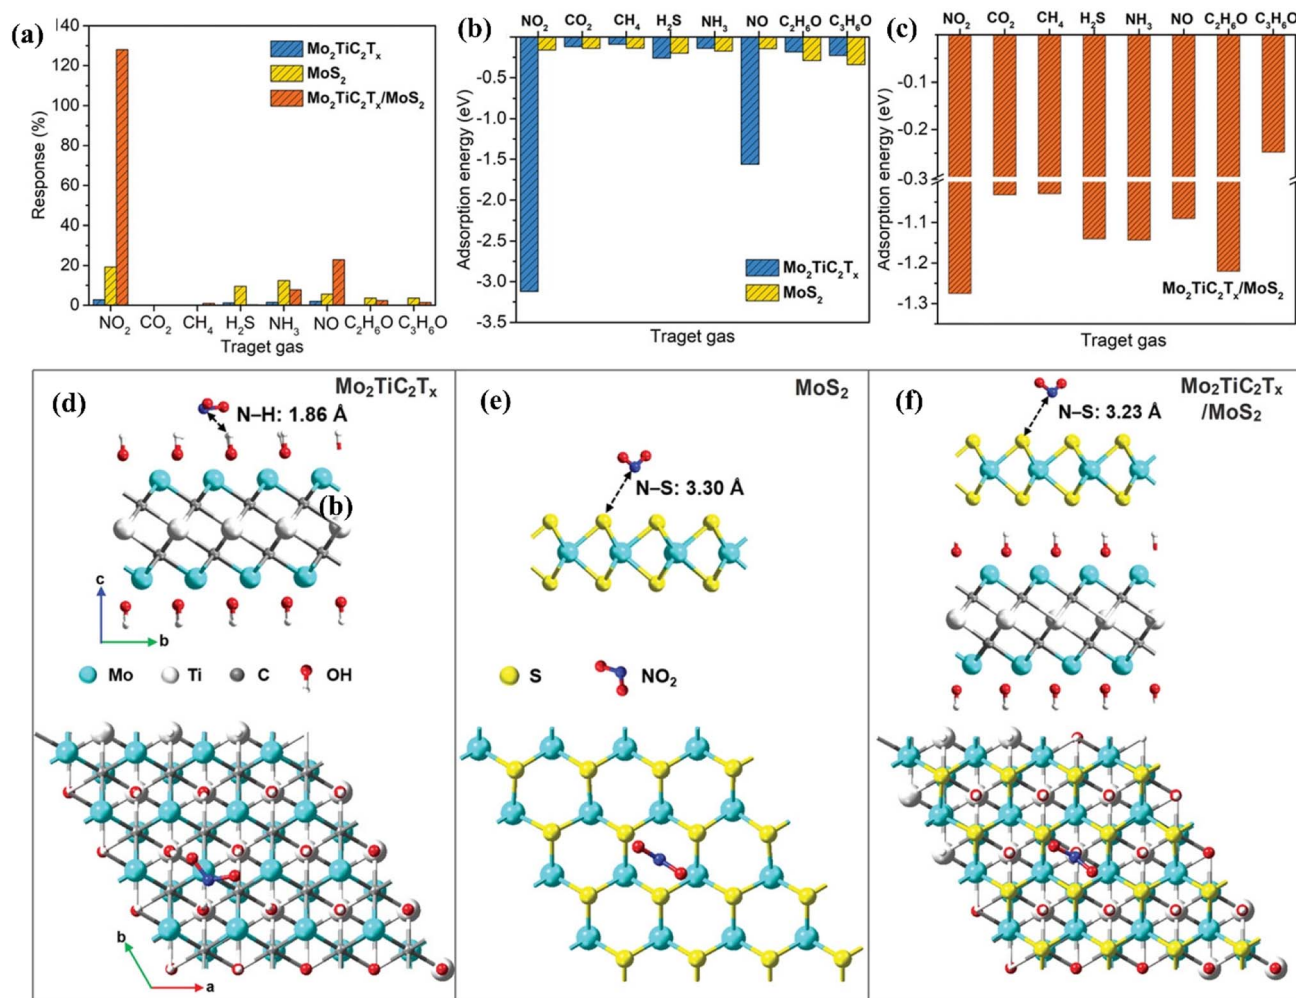 (a)
Response (%)
140
120
100
80
60
40
20
0
Mo₂TiC₂Tₓ
MoS₂
Mo₂TiC₂Tₓ/MoS₂
NO₂ CO₂ CH₄ H₂S NH₃ NO C₂H₆O C₃H₆O
Traget gas
(b)
NO₂ CO₂ CH₄ H₂S NH₃ NO C₂H₆O C₃H₆O
Adsorption energy (eV)
-0.5
-1.0
-1.5
-2.0
-2.5
-3.0
-3.5
Mo₂TiC₂Tₓ
MoS₂
Traget gas
(c)
NO₂ CO₂ CH₄ H₂S NH₃ NO C₂H₆O C₃H₆O
Adsorption energy (eV)
-0.1
-0.2
-0.3
-1.1
-1.2
-1.3
Mo₂TiC₂Tₓ/MoS₂
Traget gas
(d)
Mo₂TiC₂Tₓ
N–H: 1.86 Å
(b)
c
b
Mo Ti C OH
b
a
(e)
MoS₂
N–S: 3.30 Å
S NO₂
(f)
Mo₂TiC₂Tₓ
/MoS₂
N–S: 3.23 Å